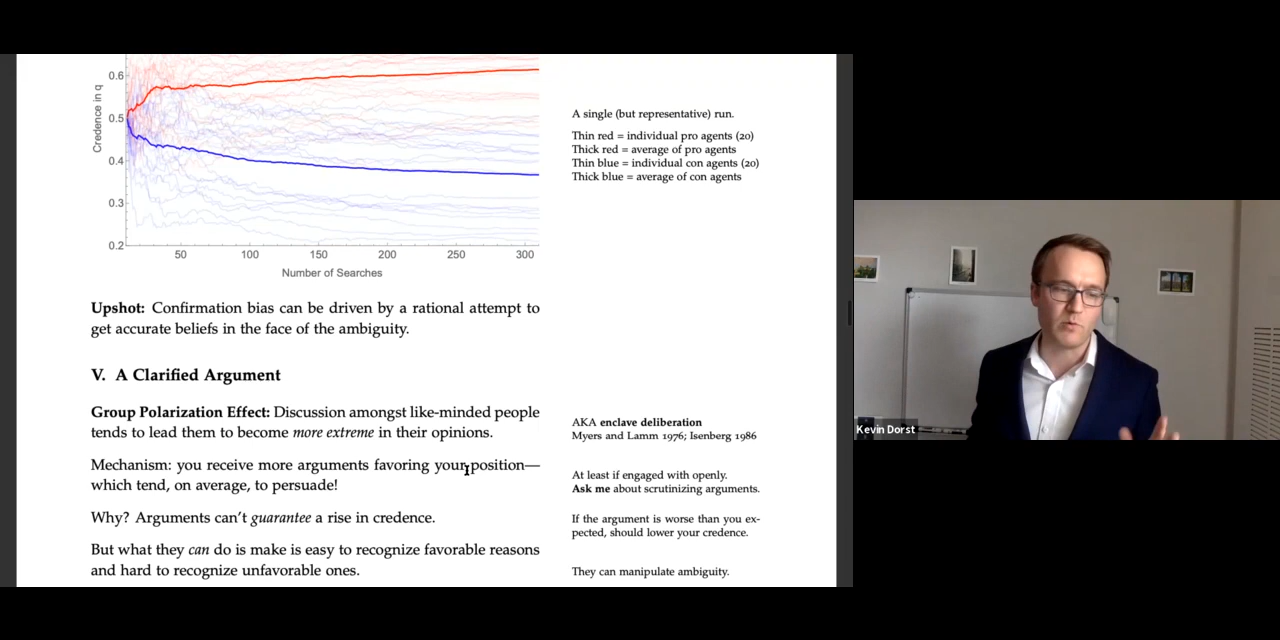 0.6
0.5
0.4
0.3
0.2
Credence in q
50 100 150 200 250 300
Number of Searches
A single (but representative) run.
Thin red = individual pro agents (20)
Thick red = average of pro agents
Thin blue = individual con agents (20)
Thick blue = average of con agents
Upshot: Confirmation bias can be driven by a rational attempt to
get accurate beliefs in the face of the ambiguity.
V. A Clarified Argument
Group Polarization Effect: Discussion amongst like-minded people
tends to lead them to become more extreme in their opinions.
AKA enclave deliberation
Myers and Lamm 1976; Isenberg 1986
Mechanism: you receive more arguments favoring your position—
which tend, on average, to persuade!
At least if engaged with openly.
Ask me about scrutinizing arguments.
Why? Arguments can't guarantee a rise in credence.
If the argument is worse than you ex-
pected, should lower your credence.
But what they can do is make is easy to recognize favorable reasons
and hard to recognize unfavorable ones.
They can manipulate ambiguity.
Kevin Dorst